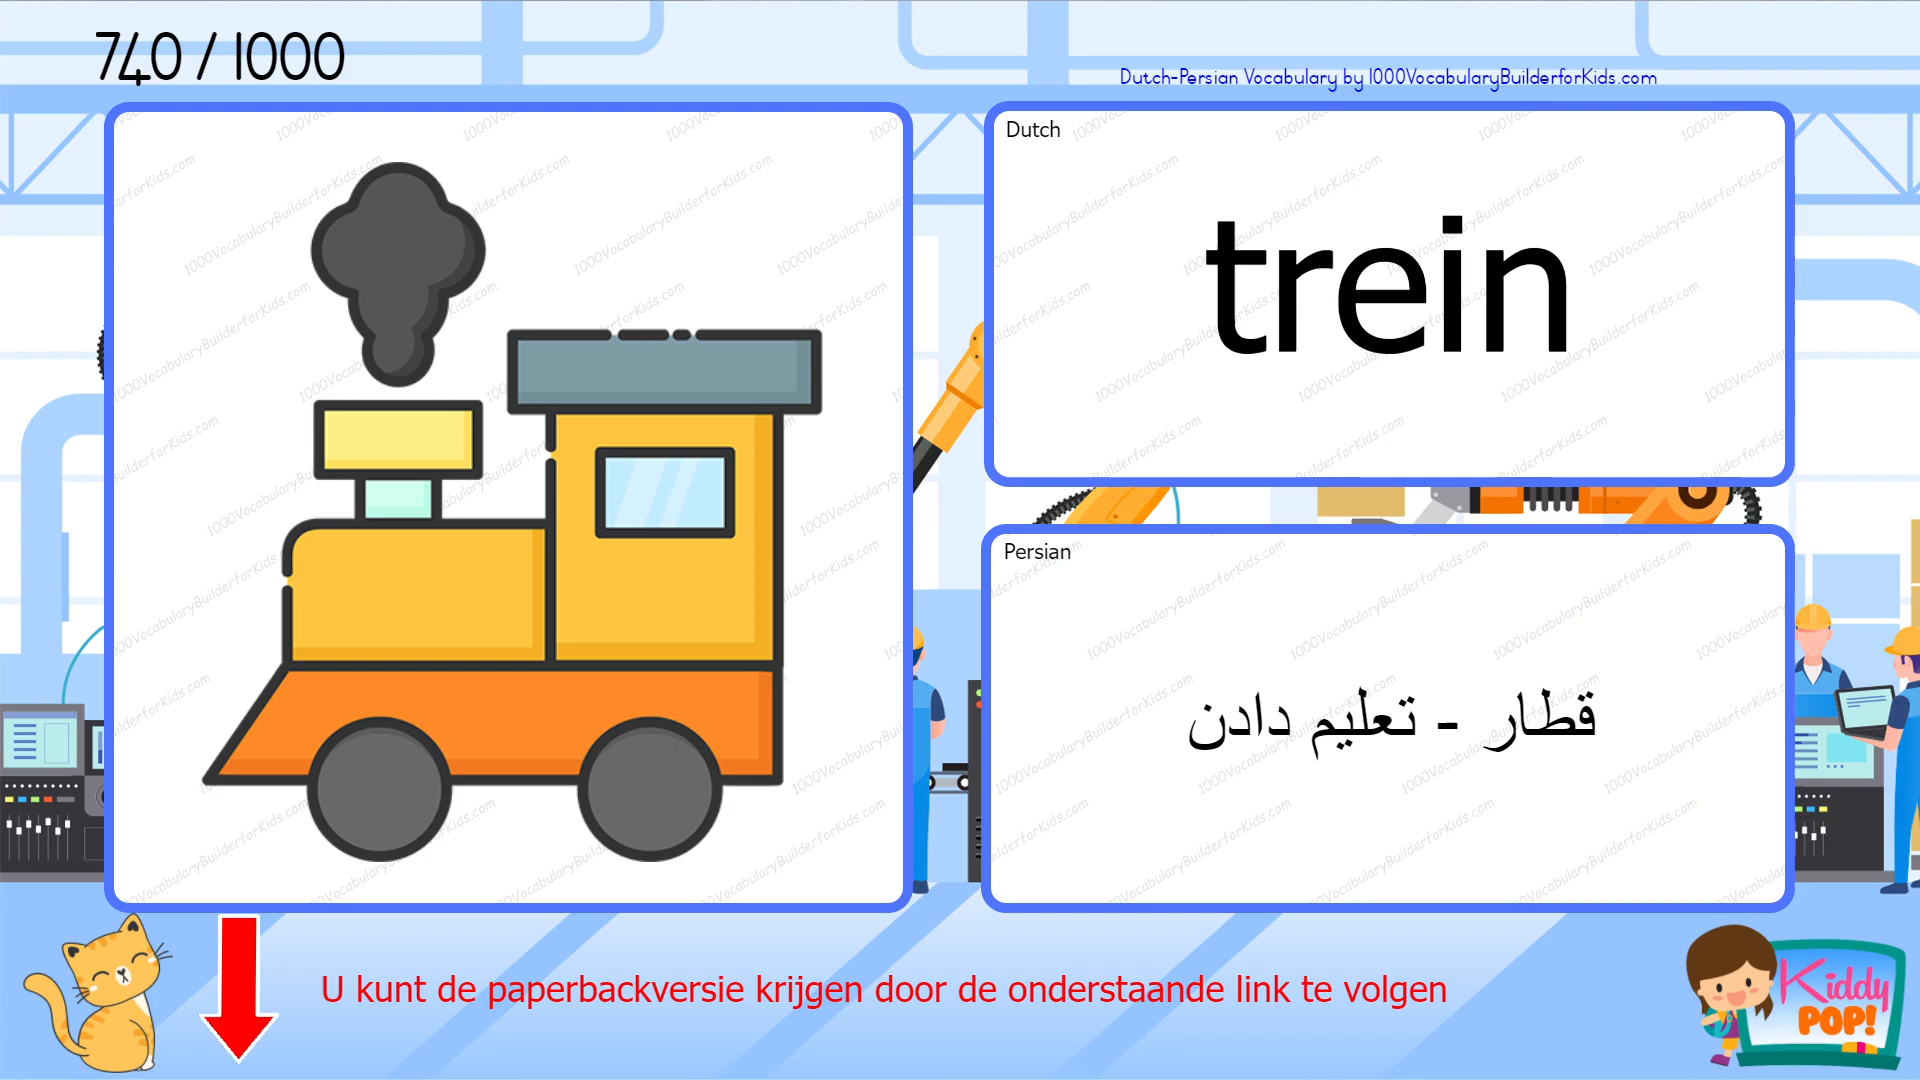 740 / 1000
Dutch-Persian Vocabulary by 1000VocabularyBuilderforKids.com
Dutch
trein
Persian
قطار - تعلیم دادن
U kunt de paperbackversie krijgen door de onderstaande link te volgen
Kiddy
POP!